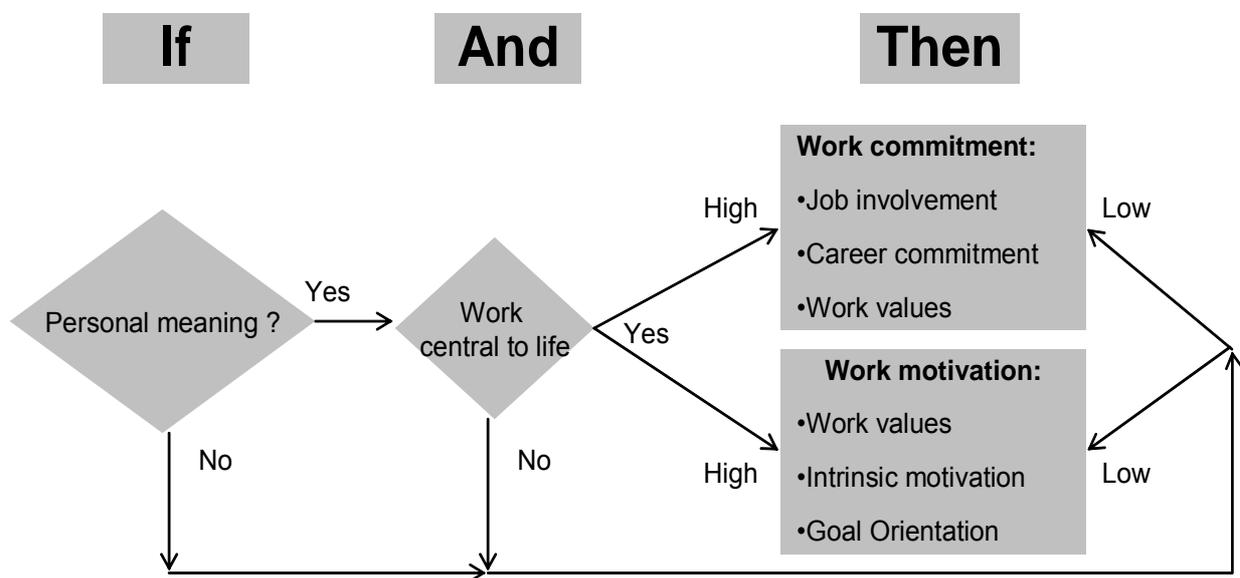 If
And
Then
Personal meaning ?
Yes
No
Work
central to life
Yes
No
High
High
Work commitment:
•Job involvement
•Career commitment
•Work values
Work motivation:
•Work values
•Intrinsic motivation
•Goal Orientation
Low
Low